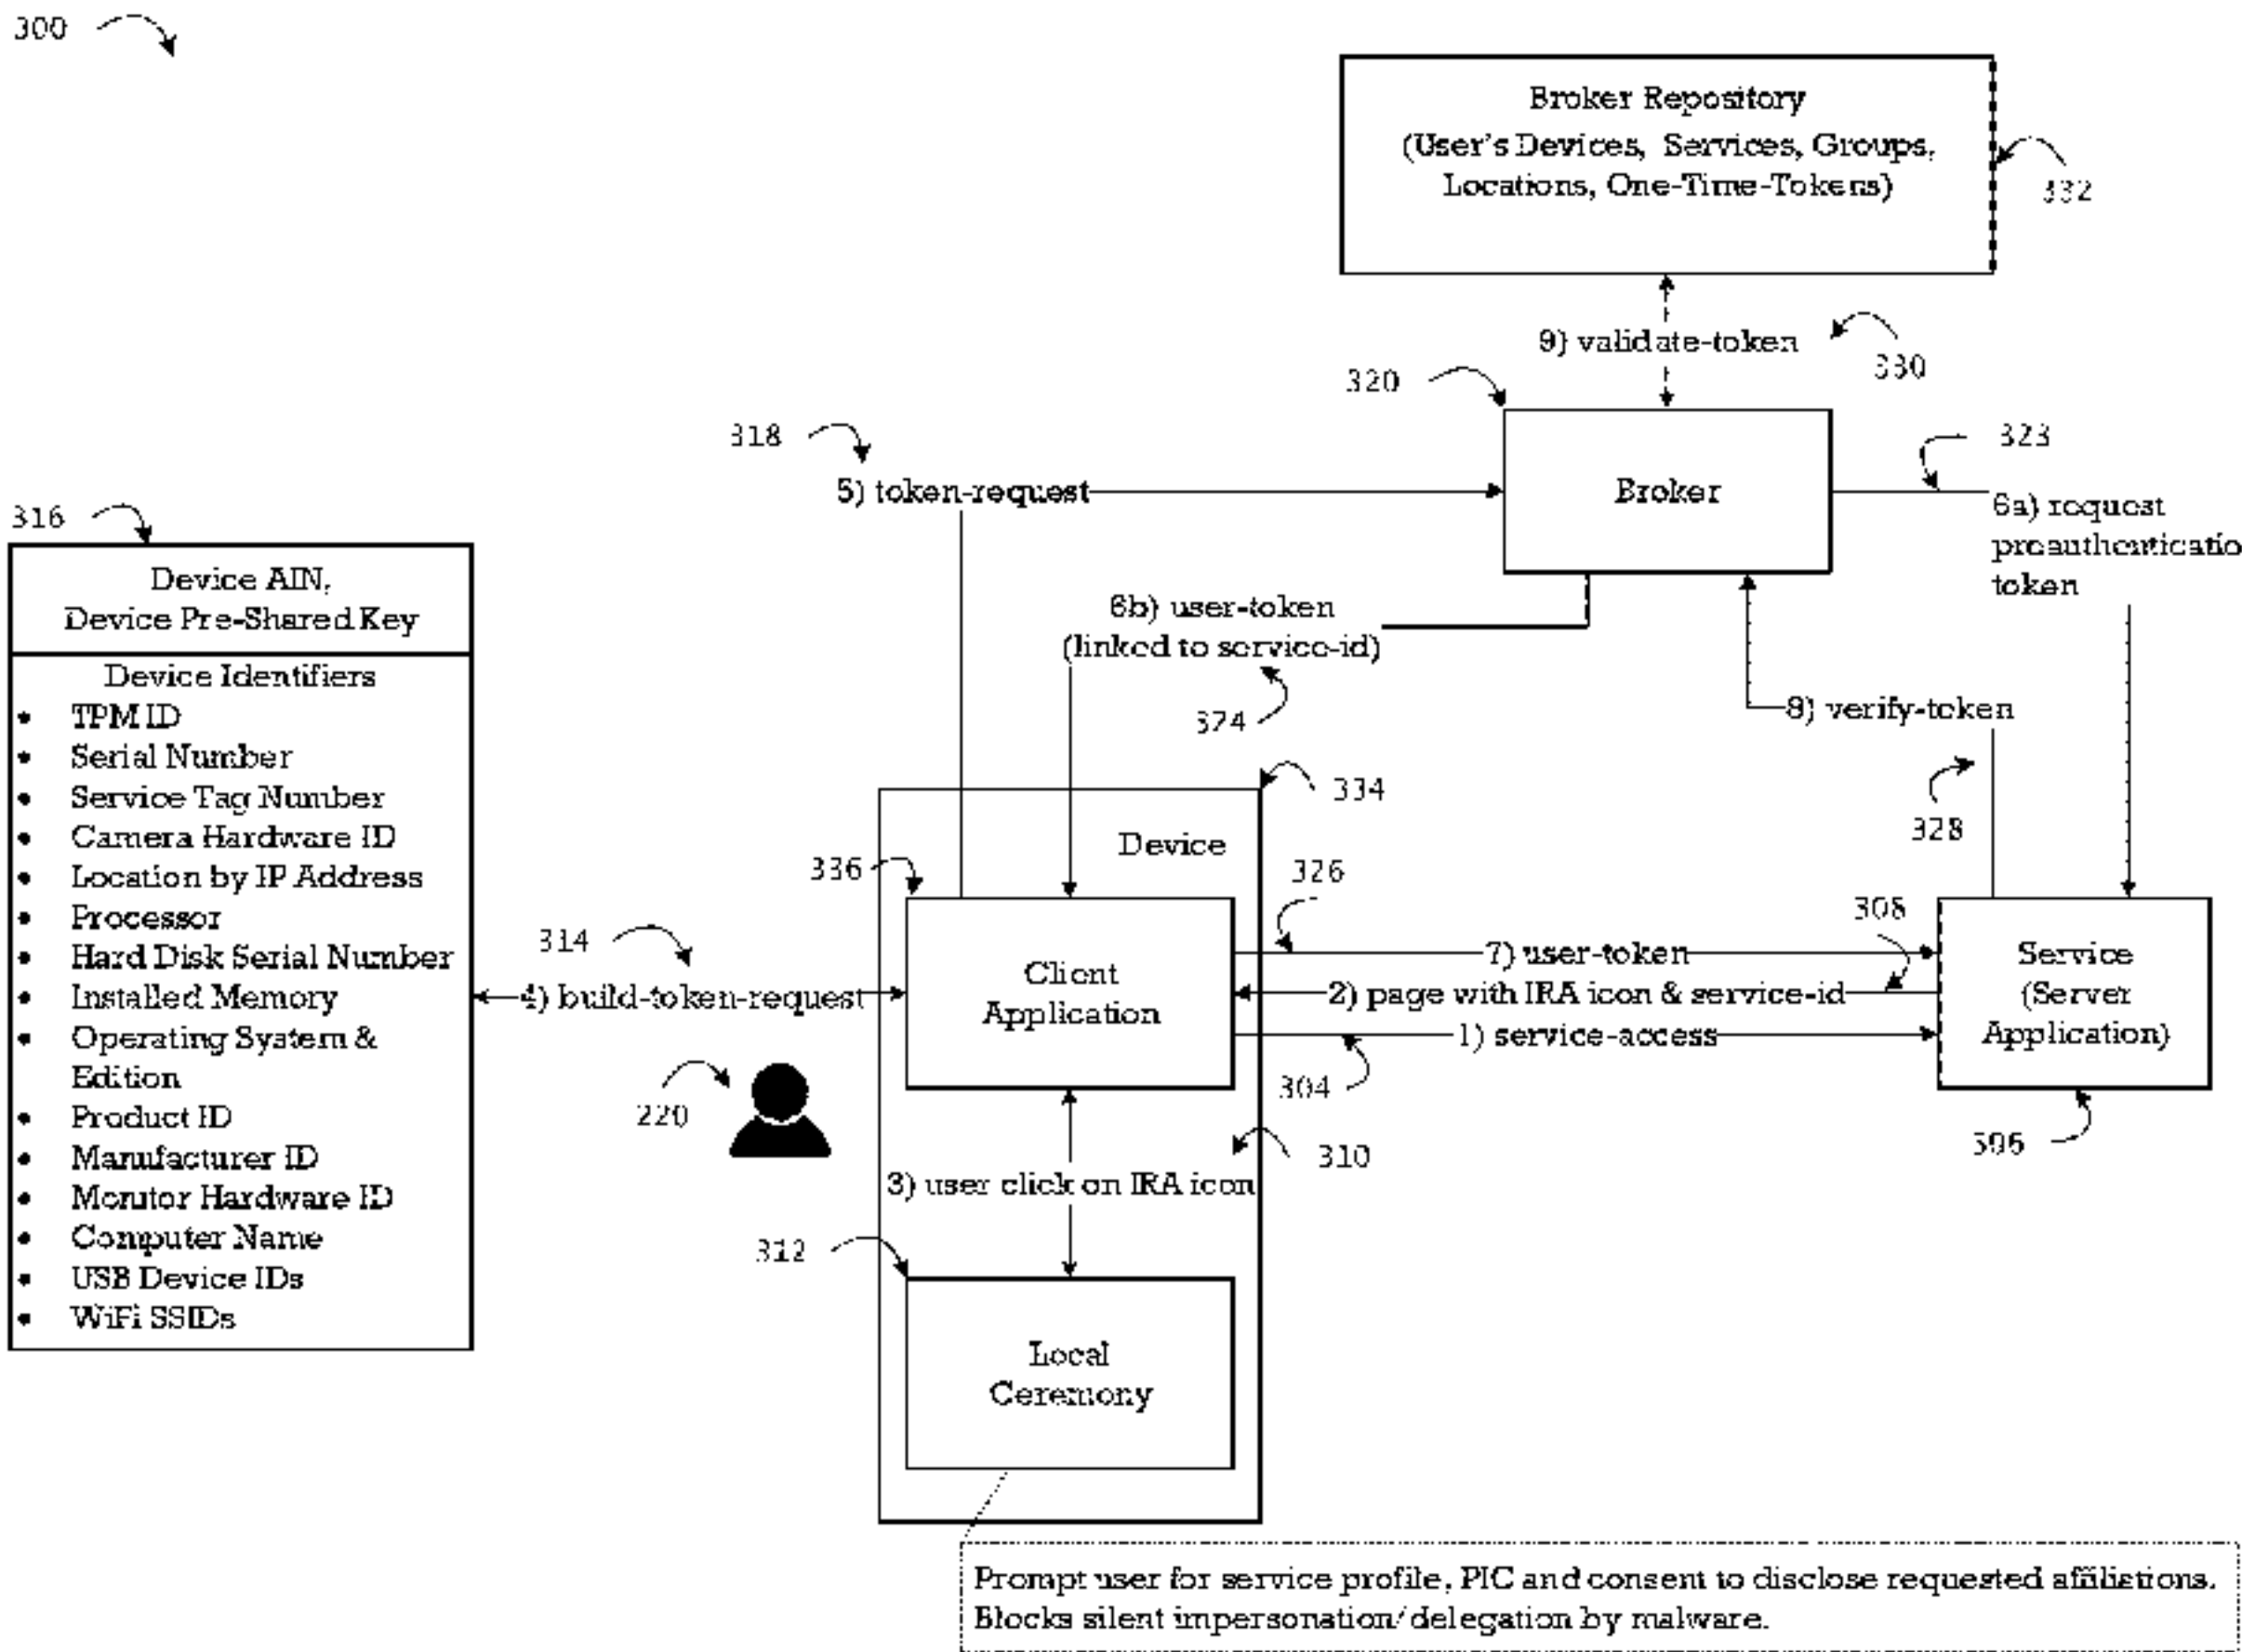 300
Broker Repository
(User's Devices, Services, Groups,
Locations, One-Time-Tokens)
332
9) validate-token
330
320
318
323
5) token-request
Broker
6a) request
preauthenticatio
token
316
Device AIN,
Device Pre-Shared Key
Device Identifiers
• TPM ID
• Serial Number
• Service Tag Number
• Camera Hardware ID
• Location by IP Address
• Processor
• Hard Disk Serial Number
• Installed Memory
• Operating System &
Edition
• Product ID
• Manufacturer ID
• Monitor Hardware ID
• Computer Name
• USB Device IDs
• WiFi SSIDs
6b) user-token
(linked to service-id)
324
8) verify-token
328
334
Device
336
326
308
314
4) build-token-request
Client
Application
7) user-token
2) page with IRA icon & service-id
1) service-access
Service
(Server
Application)
304
306
220
310
3) user click on IRA icon
312
Local
Ceremony
Prompt user for service profile, PIC and consent to disclose requested affiliations.
Blocks silent impersonation/delegation by malware.